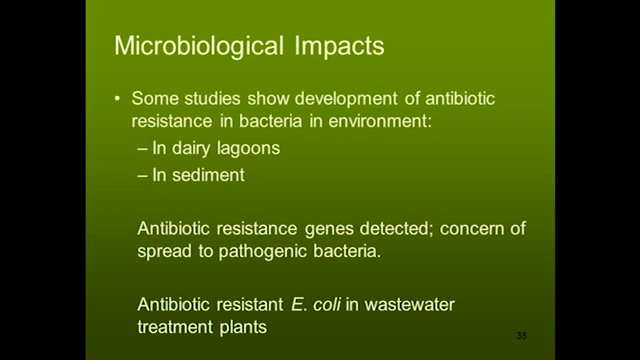 Microbiological Impacts
• Some studies show development of antibiotic
resistance in bacteria in environment:
– In dairy lagoons
– In sediment
Antibiotic resistance genes detected; concern of
spread to pathogenic bacteria.
Antibiotic resistant E. coli in wastewater
treatment plants
38